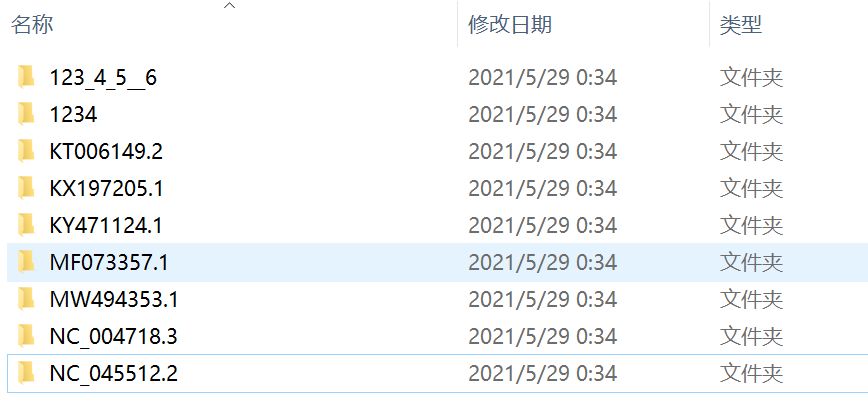 名称 修改日期 类型
123_4_5__6 2021/5/29 0:34 文件夹
1234 2021/5/29 0:34 文件夹
KT006149.2 2021/5/29 0:34 文件夹
KX197205.1 2021/5/29 0:34 文件夹
KY471124.1 2021/5/29 0:34 文件夹
MF073357.1 2021/5/29 0:34 文件夹
MW494353.1 2021/5/29 0:34 文件夹
NC_004718.3 2021/5/29 0:34 文件夹
NC_045512.2 2021/5/29 0:34 文件夹